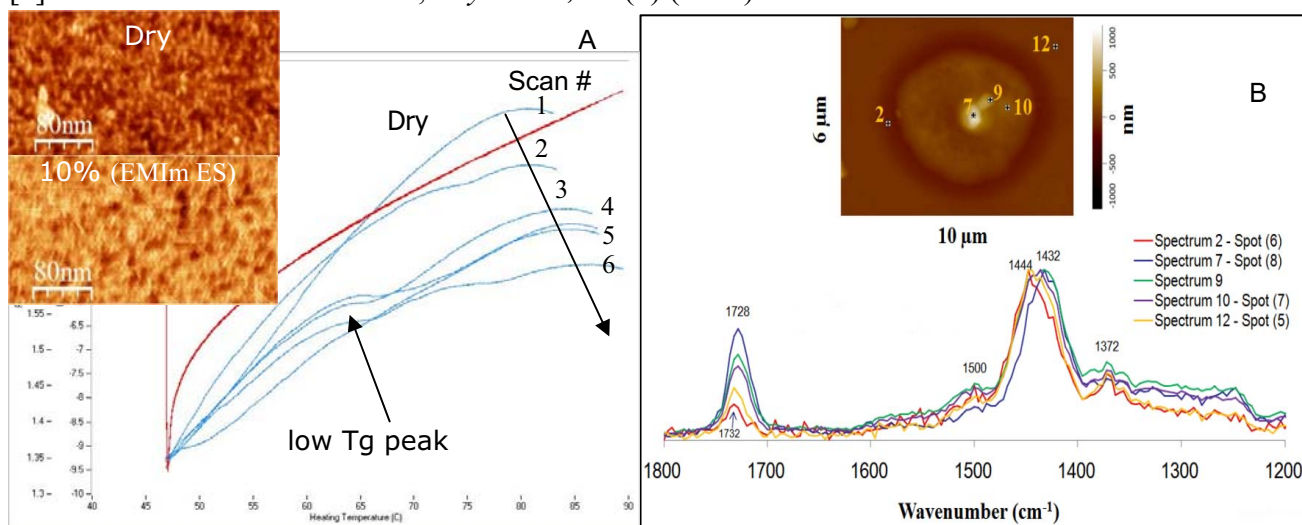 Dry
80nm
10% (EMIm ES)
80nm
A
Scan #
Dry
1
2
3
4
5
6
low Tg peak
1.55
1.5
1.45
1.4
1.35
1.3
-6.5
-7
-7.5
-8
-8.5
-9
-9.5
-10
40 45 50 55 60 65 70 75 80 85 90
Heating Temperature (C)
B
6 µm
10 µm
12
9
7
10
2
1000
500
0
-500
-1000
nm
Spectrum 2 - Spot (6)
Spectrum 7 - Spot (8)
Spectrum 9
Spectrum 10 - Spot (7)
Spectrum 12 - Spot (5)
1728
1732
1500
1444
1432
1372
1800 1700 1600 1500 1400 1300 1200
Wavenumber (cm⁻¹)